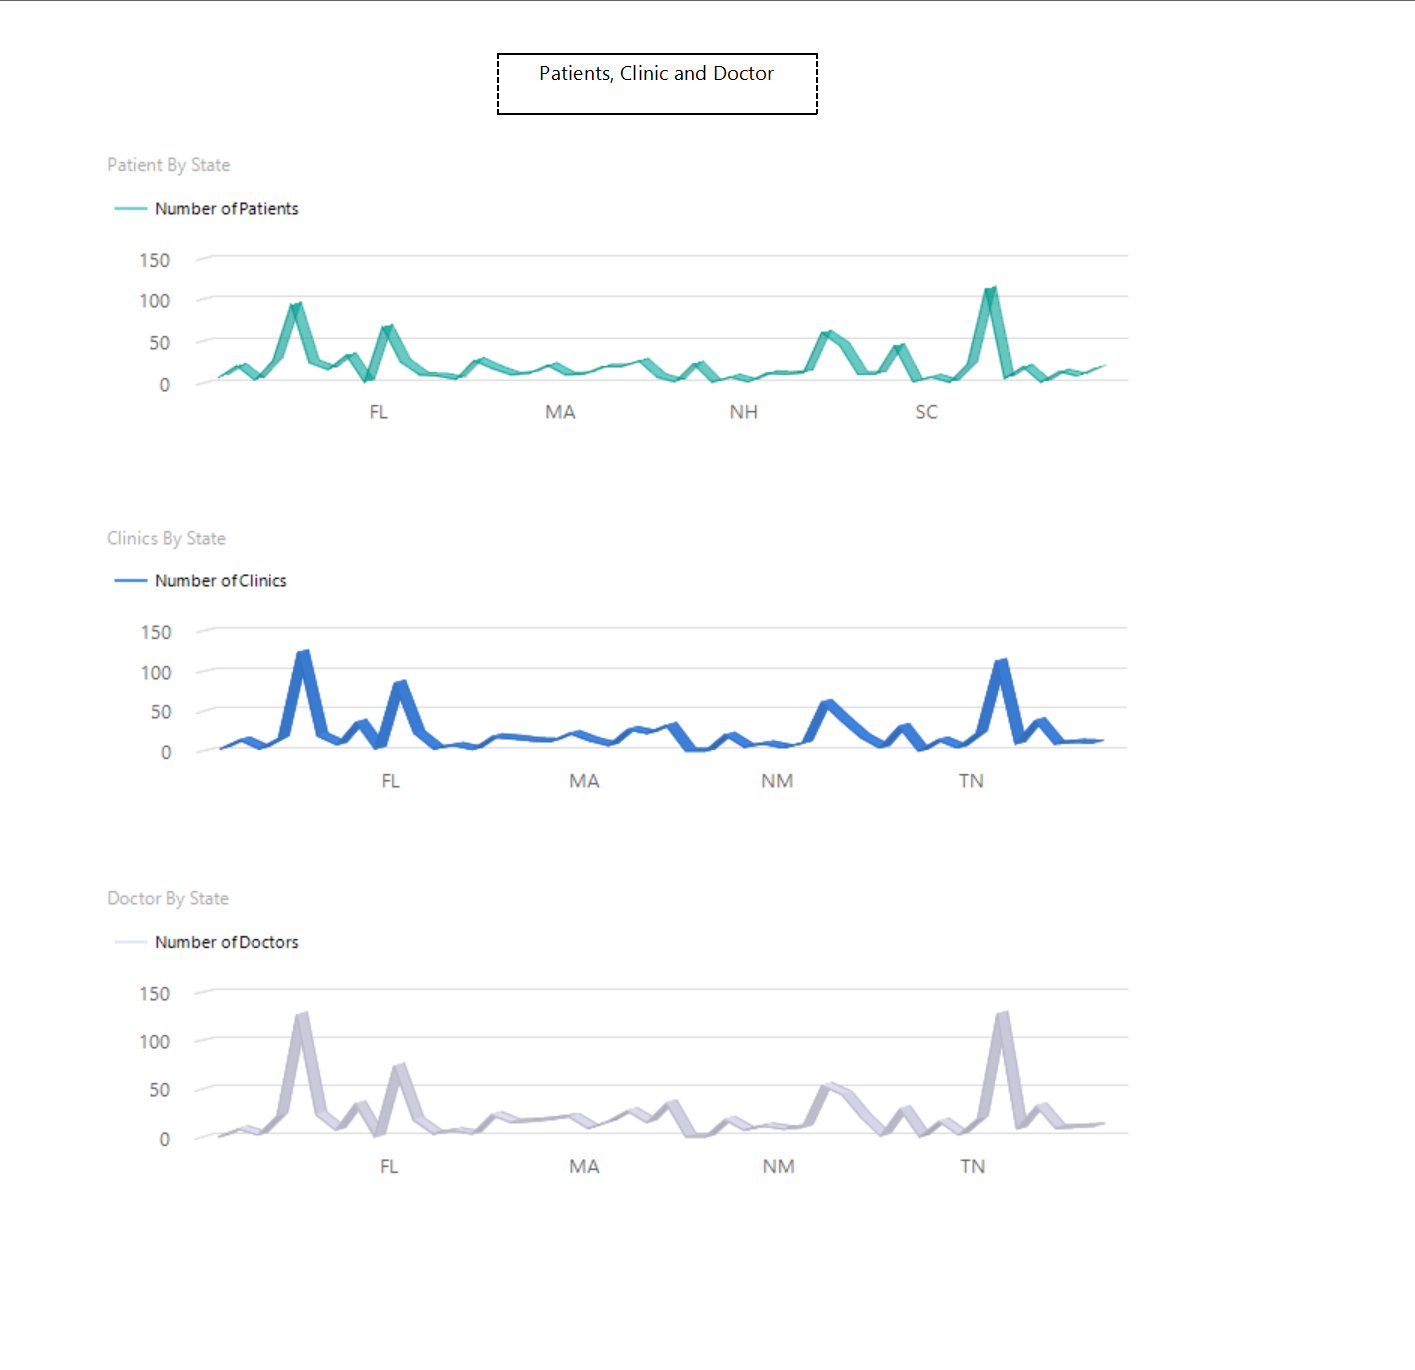 Patients, Clinic and Doctor
Patient By State
Number of Patients
150
100
50
0
FL MA NH SC
Clinics By State
Number of Clinics
150
100
50
0
FL MA NM TN
Doctor By State
Number of Doctors
150
100
50
0
FL MA NM TN